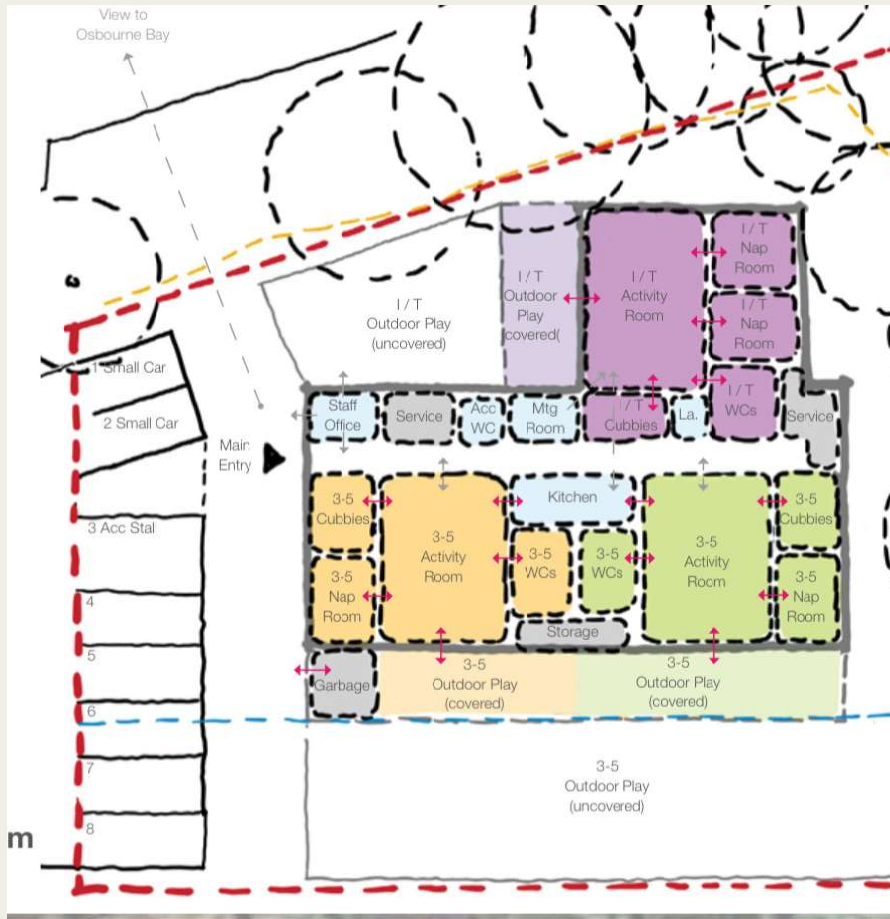 View to
Osbourne Bay
I / T
Nap
Room
I / T
Outdoor
Play
(covered(
I / T
Activity
Room
I / T
Outdoor Play
(uncovered)
I / T
Nap
Room
1 Small Car
2 Small Car
Staff
Office
Service
Acc
WC
Mtg
Room
I / T
Cubbies
La.
I / T
WCs
Service
Main
Entry
3-5
Cubbies
3-5
Activity
Room
Kitchen
3-5
Activity
Room
3-5
Cubbies
3 Acc Stal
3-5
Nap
Room
3-5
WCs
3-5
WCs
3-5
Nap
Room
4
Storage
5
Garbage
3-5
Outdoor Play
(covered)
3-5
Outdoor Play
(covered)
6
7
3-5
Outdoor Play
(uncovered)
8
m